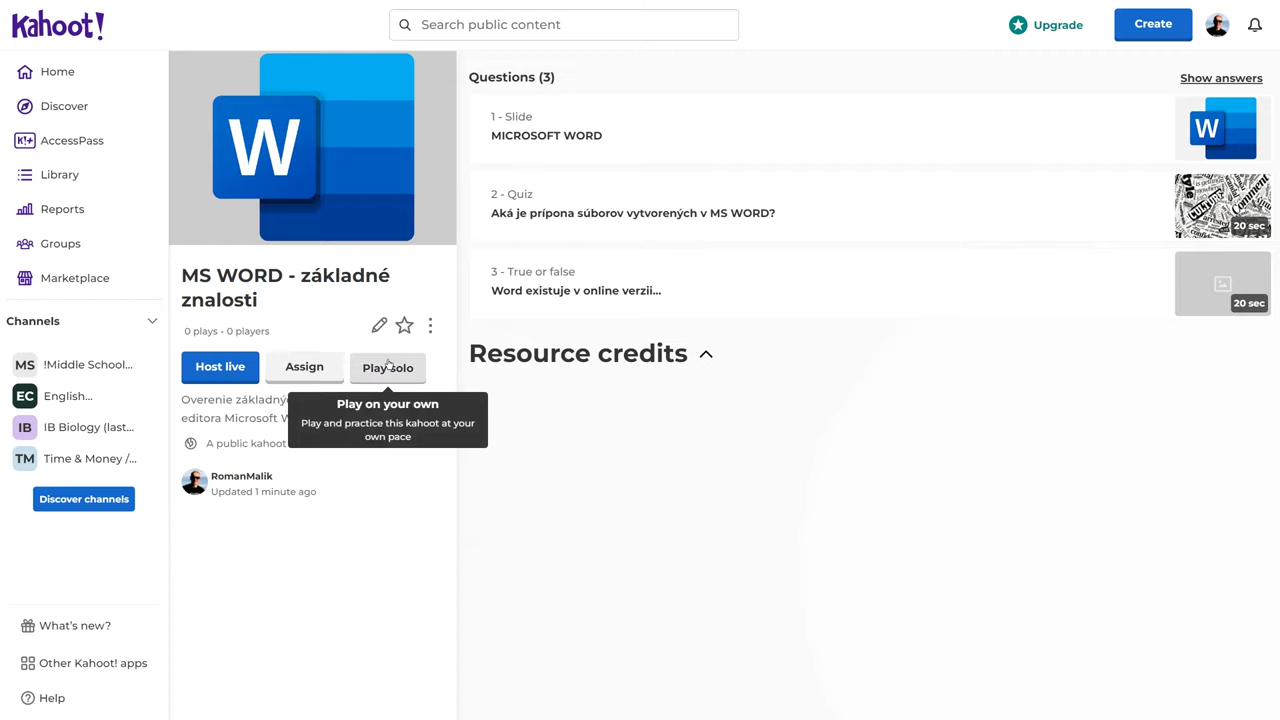 Kahoot!
Search public content
Upgrade
Create
Home
Discover
AccessPass
Library
Reports
Groups
Marketplace
Channels
MS !Middle School...
EC English...
IB IB Biology (last...
TM Time & Money /...
Discover channels
What's new?
Other Kahoot! apps
Help
W
MS WORD - základné
znalosti
0 plays • 0 players
Host live
Assign
Play solo
Play on your own
Play and practice this kahoot at your
own pace
Overenie základných
editora Microsoft W
A public kahoot
RomanMalik
Updated 1 minute ago
Questions (3)
Show answers
1 - Slide
MICROSOFT WORD
W
2 - Quiz
Aká je prípona súborov vytvorených v MS WORD?
20 sec
3 - True or false
Word existuje v online verzii...
20 sec
Resource credits